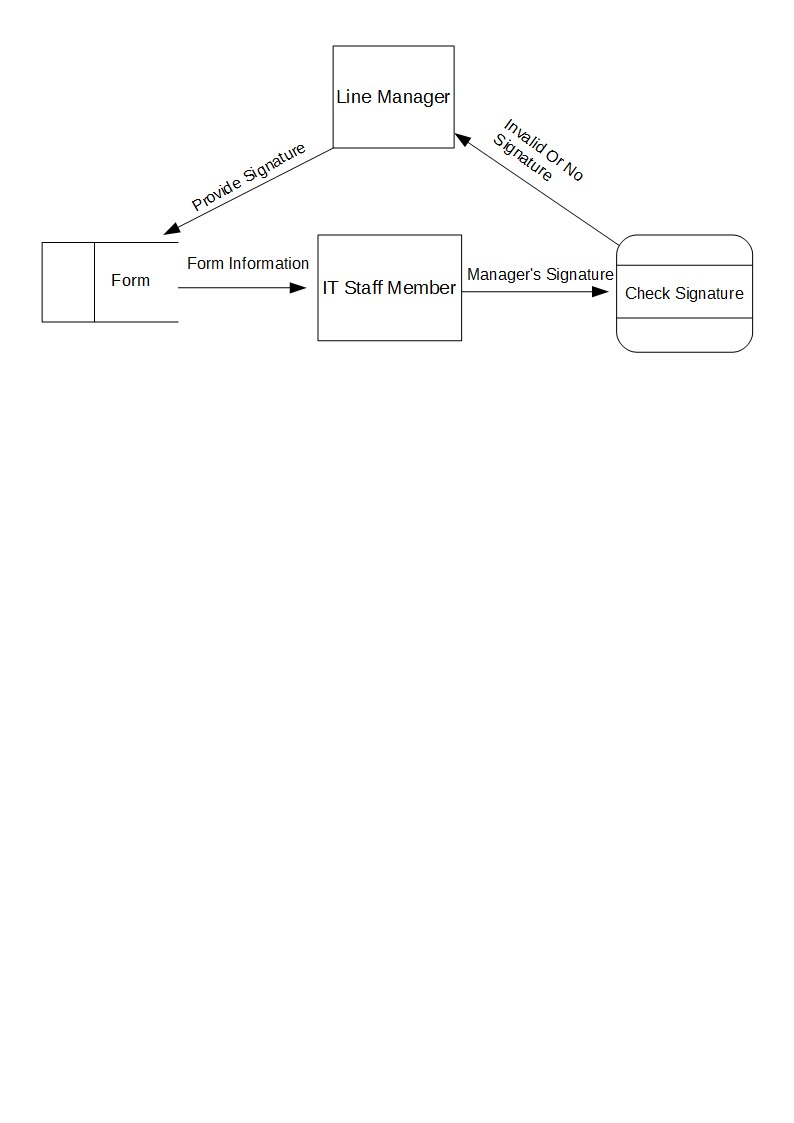 Line Manager
Invalid Or No
Signature
Provide Signature
Form Information
Form
IT Staff Member
Manager's Signature
Check Signature